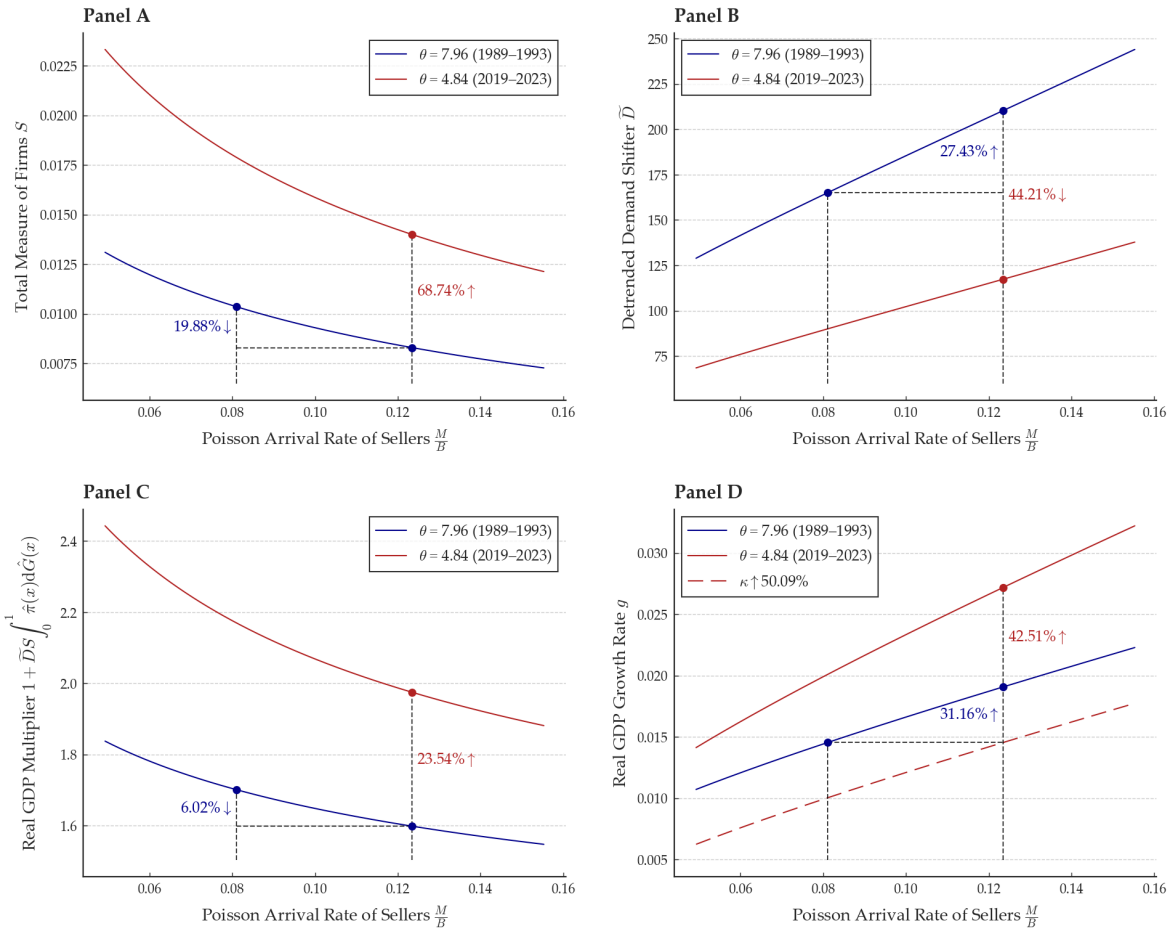 Panel A
Total Measure of Firms S
0.0225
0.0200
0.0175
0.0150
0.0125
0.0100
0.0075
θ = 7.96 (1989–1993)
θ = 4.84 (2019–2023)
68.74% ↑
19.88% ↓
0.06 0.08 0.10 0.12 0.14 0.16
Poisson Arrival Rate of Sellers M/B
Panel B
Detrended Demand Shifter D̃
250
225
200
175
150
125
100
75
θ = 7.96 (1989–1993)
θ = 4.84 (2019–2023)
27.43% ↑
44.21% ↓
0.06 0.08 0.10 0.12 0.14 0.16
Poisson Arrival Rate of Sellers M/B
Panel C
Real GDP Multiplier 1 + D̃S ∫₀¹ π̂(x)dĜ(x)
2.4
2.2
2.0
1.8
1.6
θ = 7.96 (1989–1993)
θ = 4.84 (2019–2023)
23.54% ↑
6.02% ↓
0.06 0.08 0.10 0.12 0.14 0.16
Poisson Arrival Rate of Sellers M/B
Panel D
Real GDP Growth Rate g
0.030
0.025
0.020
0.015
0.010
0.005
θ = 7.96 (1989–1993)
θ = 4.84 (2019–2023)
κ ↑ 50.09%
42.51% ↑
31.16% ↑
0.06 0.08 0.10 0.12 0.14 0.16
Poisson Arrival Rate of Sellers M/B